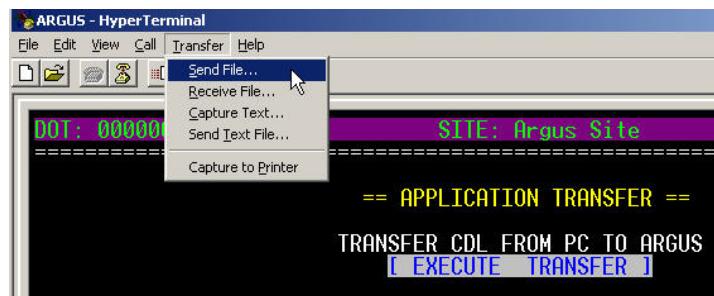 ARGUS - HyperTerminal
File Edit View Call Transfer Help
Send File...
Receive File...
Capture Text...
Send Text File...
Capture to Printer
DOT: 00000 SITE: Argus Site
== APPLICATION TRANSFER ==
TRANSFER CDL FROM PC TO ARGUS
[ EXECUTE TRANSFER ]